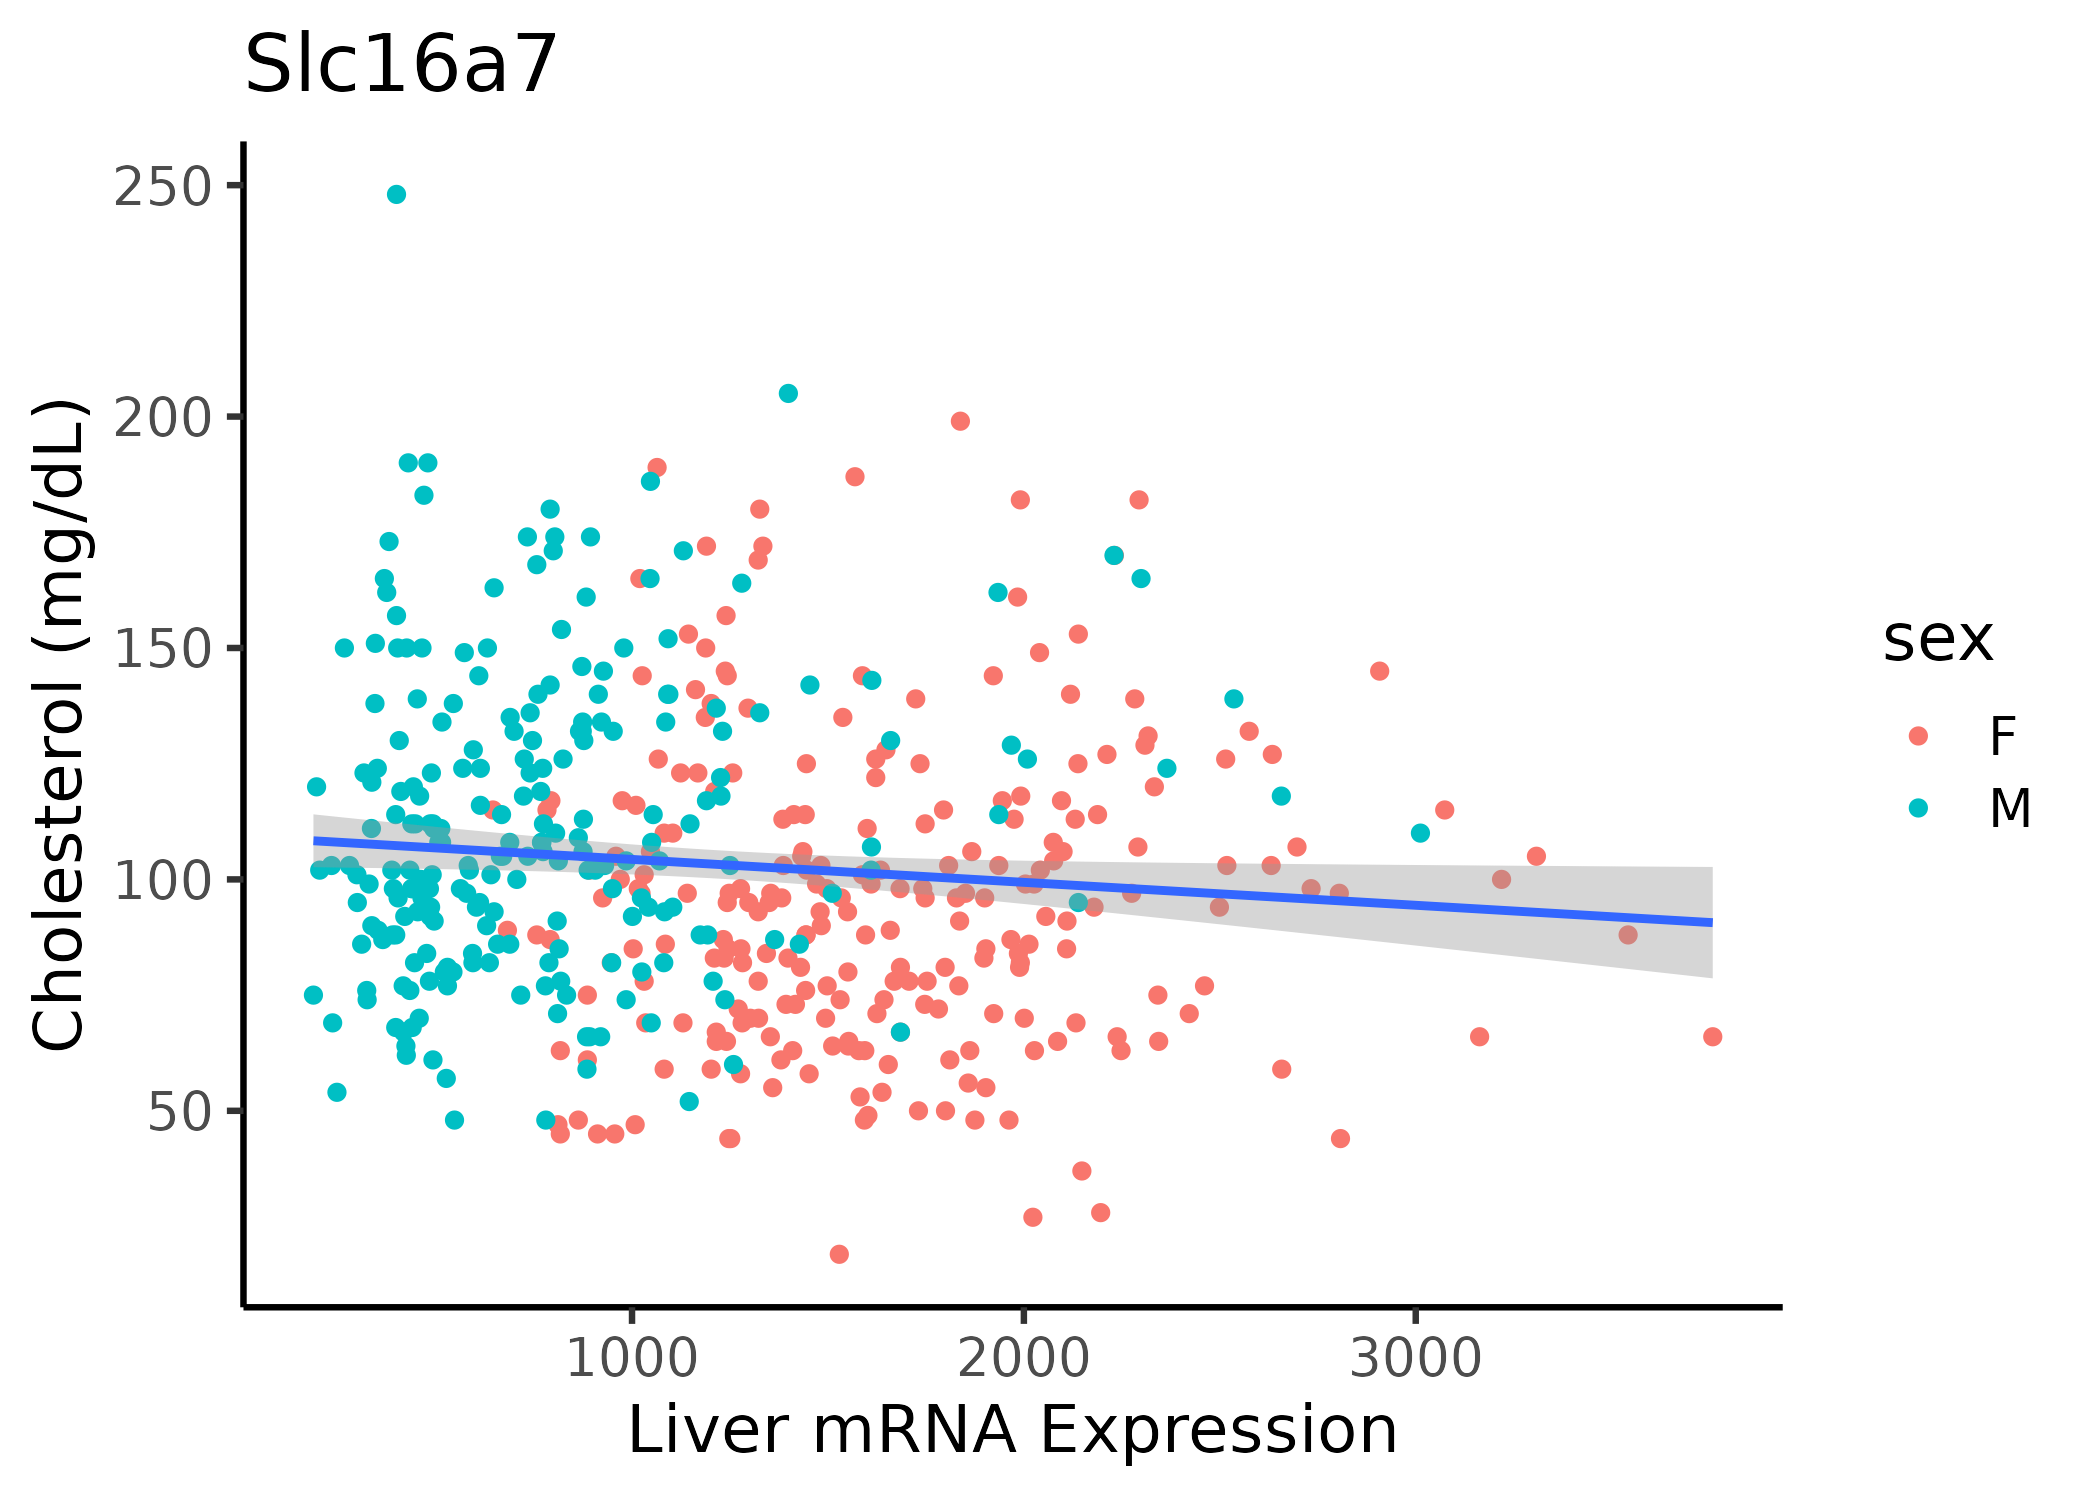 Slc16a7
250
200
150
100
50
Cholesterol (mg/dL)
1000 2000 3000
Liver mRNA Expression
sex
F
M